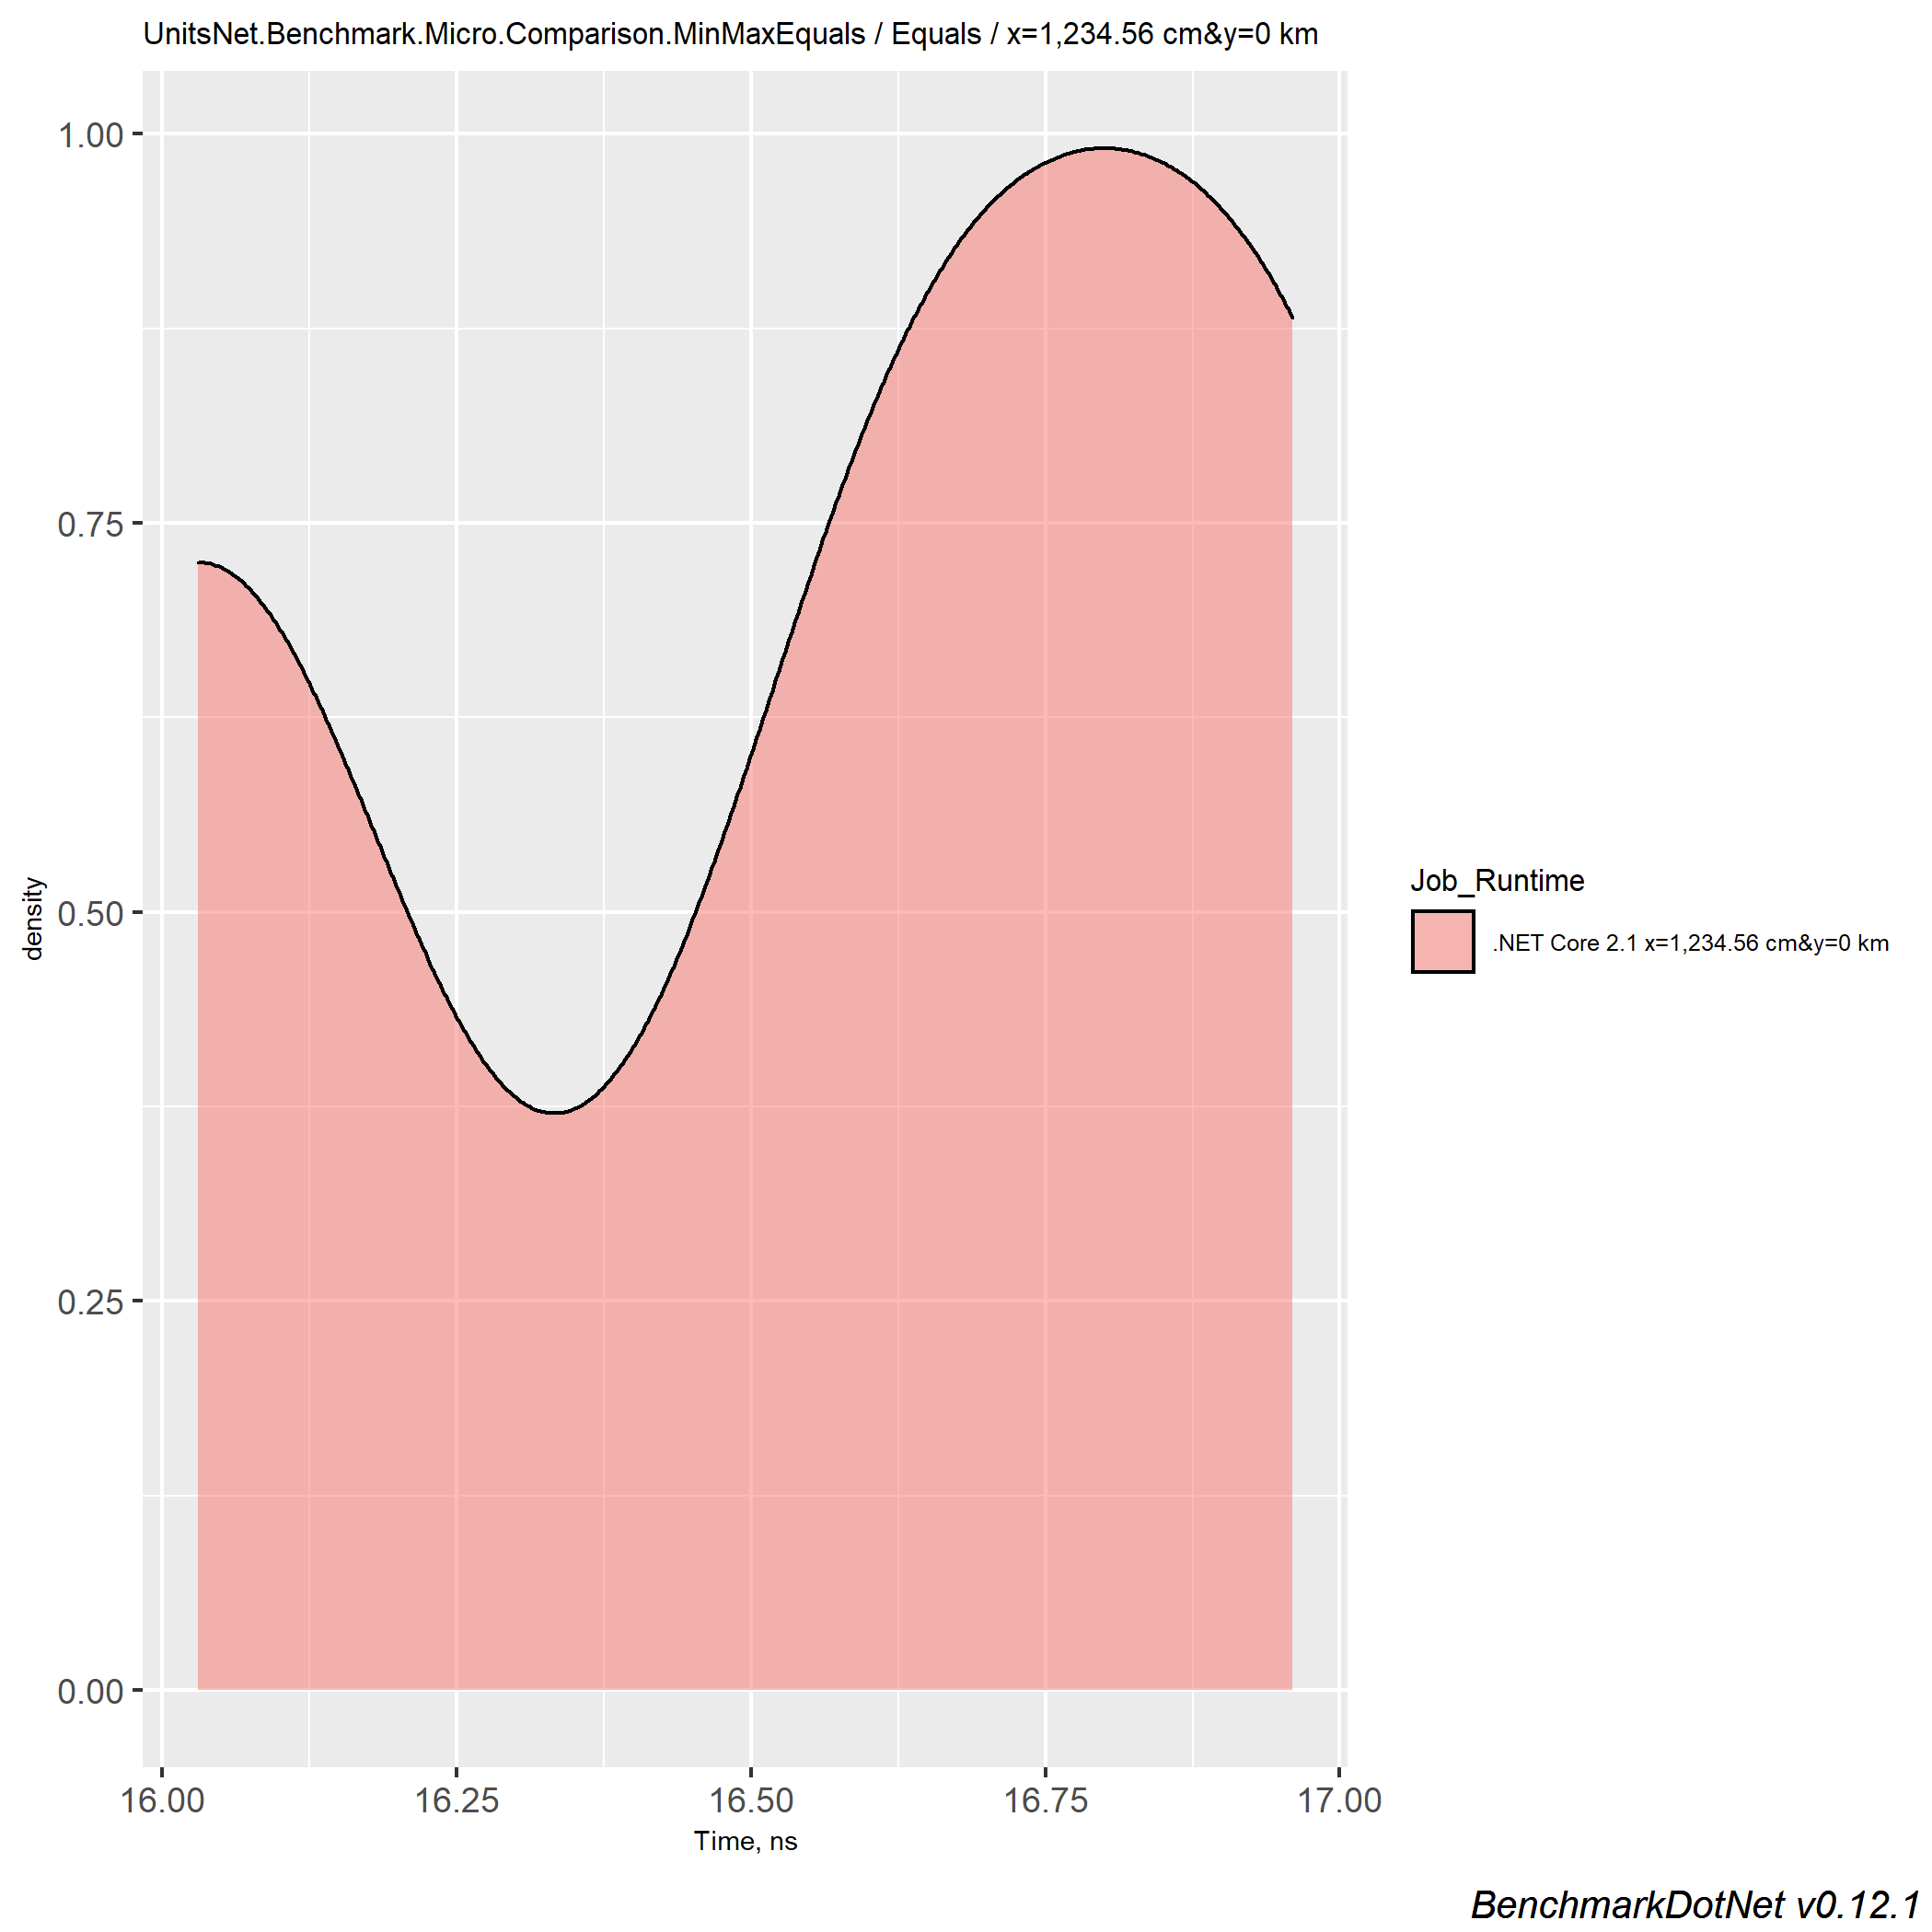 UnitsNet.Benchmark.Micro.Comparison.MinMaxEquals / Equals / x=1,234.56 cm&y=0 km
1.00
0.75
0.50
0.25
0.00
density
16.00 16.25 16.50 16.75 17.00
Time, ns
Job_Runtime
.NET Core 2.1 x=1,234.56 cm&y=0 km
BenchmarkDotNet v0.12.1